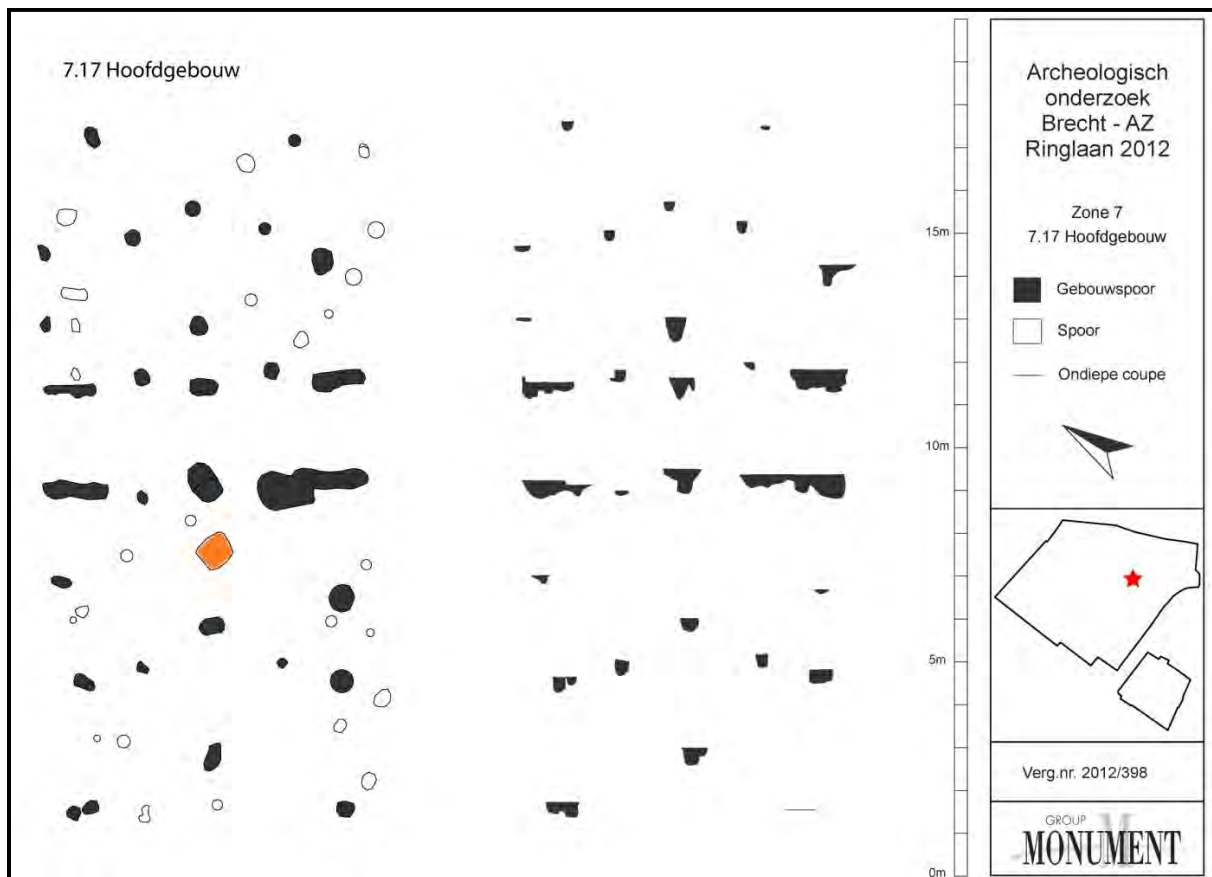 7.17 Hoofdgebouw
15m
10m
5m
0m
Archeologisch
onderzoek
Brecht - AZ
Ringlaan 2012
Zone 7
7.17 Hoofdgebouw
Gebouwspoor
Spoor
Ondiepe coupe
Verg.nr. 2012/398
GROUP
MONUMENT